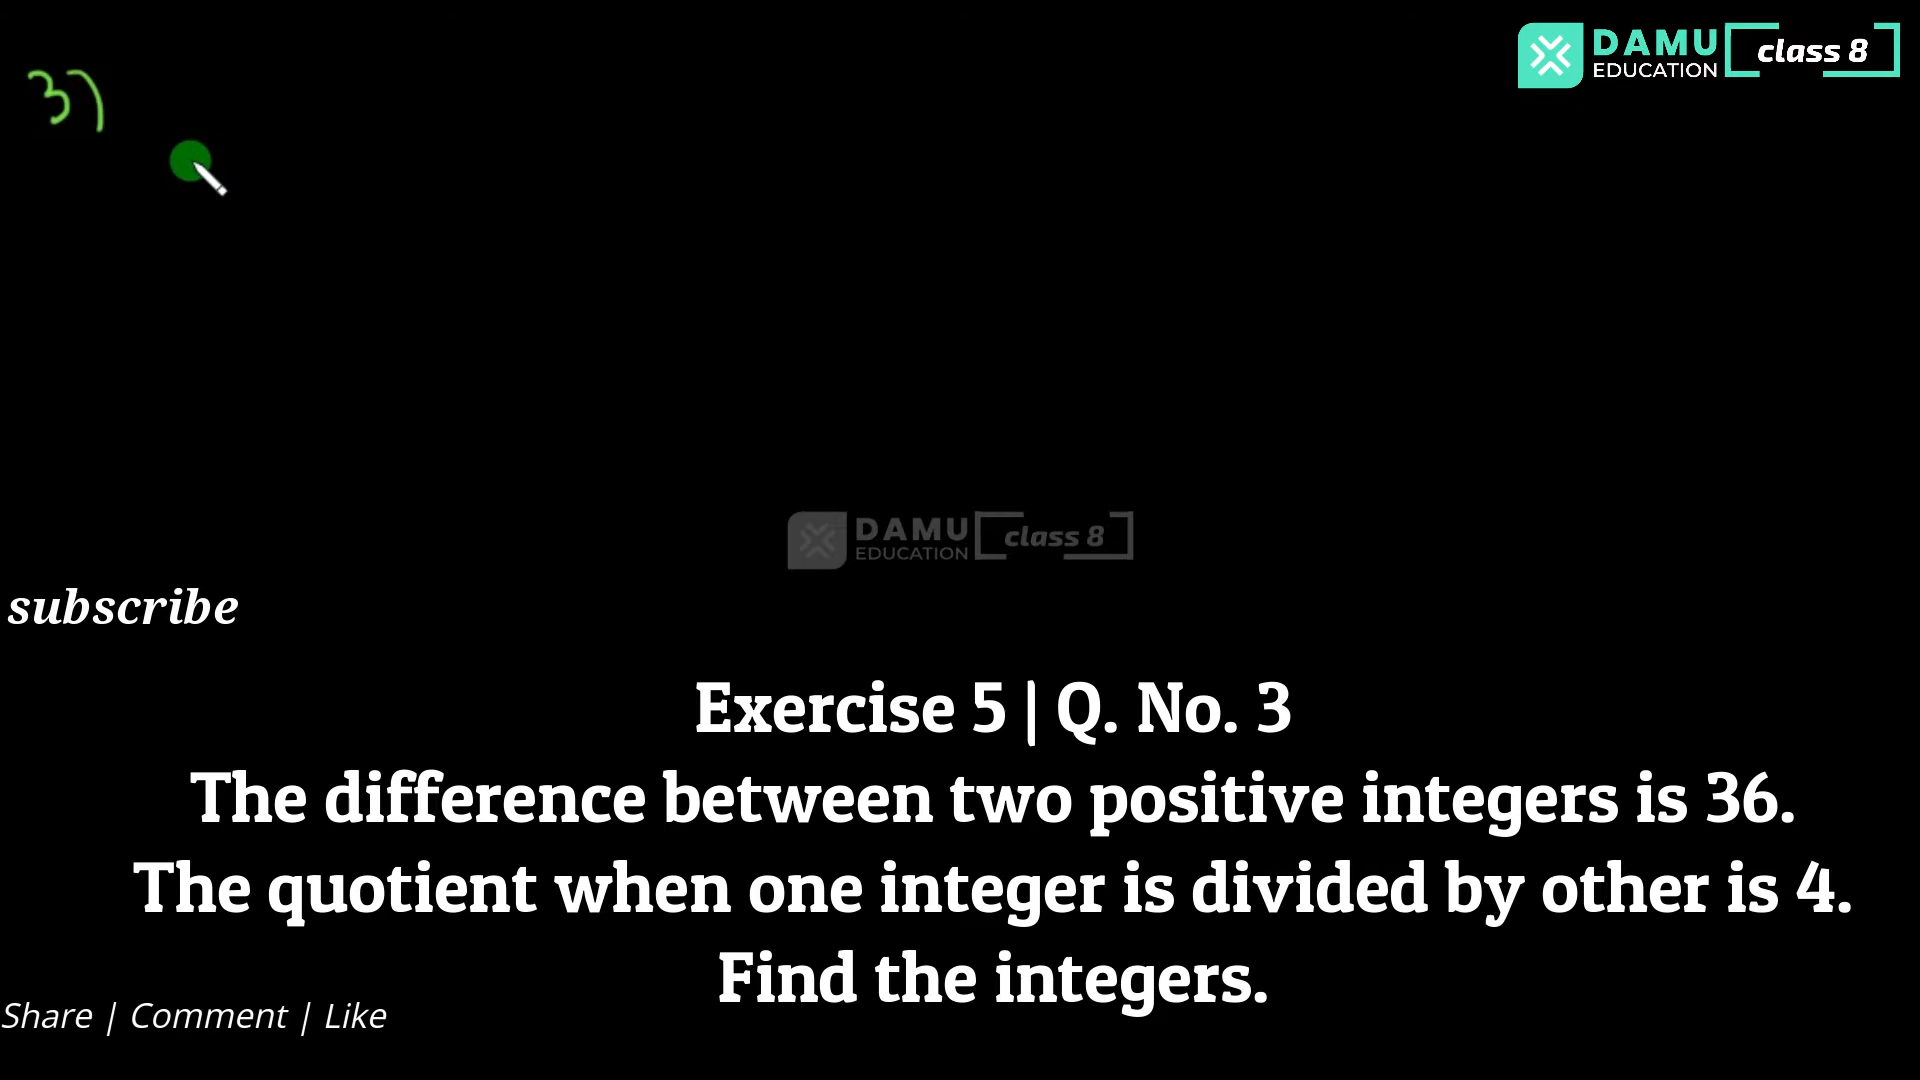 3)
DAMU
EDUCATION
class 8
DAMU
EDUCATION
class 8
subscribe
Exercise 5 | Q. No. 3
The difference between two positive integers is 36.
The quotient when one integer is divided by other is 4.
Find the integers.
Share | Comment | Like